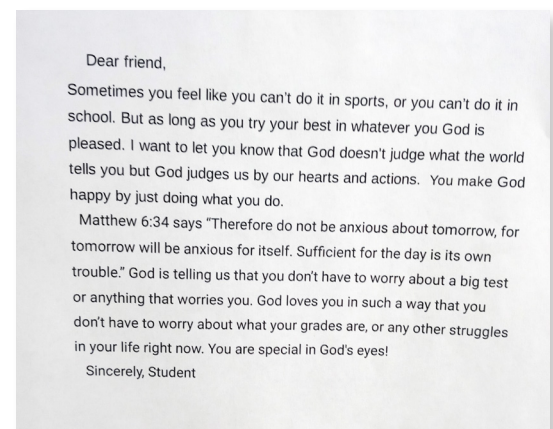 Dear friend,
Sometimes you feel like you can't do it in sports, or you can't do it in
school. But as long as you try your best in whatever you God is
pleased. I want to let you know that God doesn't judge what the world
tells you but God judges us by our hearts and actions.  You make God
happy by just doing what you do.
Matthew 6:34 says “Therefore do not be anxious about tomorrow, for
tomorrow will be anxious for itself. Sufficient for the day is its own
trouble.” God is telling us that you don't have to worry about a big test
or anything that worries you. God loves you in such a way that you
don't have to worry about what your grades are, or any other struggles
in your life right now. You are special in God's eyes!
Sincerely, Student